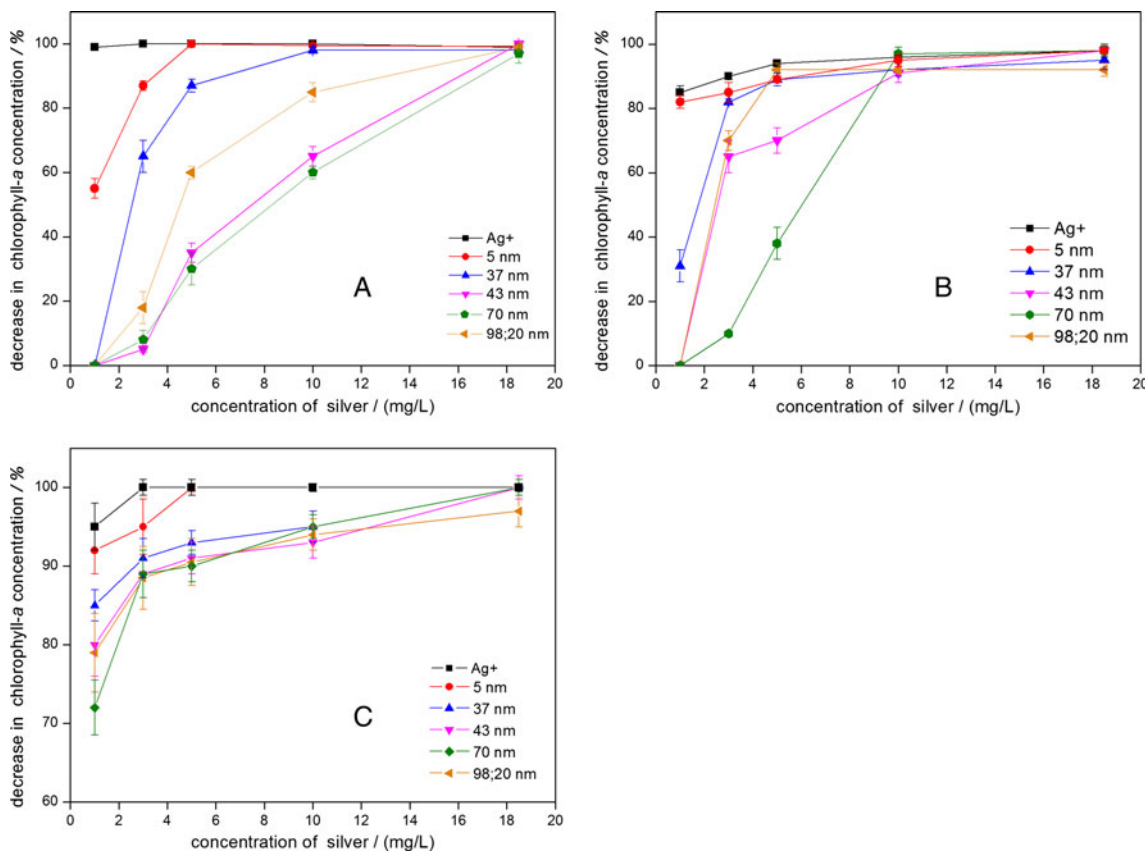 decrease in chlorophyll-a concentration / %
100
80
60
40
20
0
0 2 4 6 8 10 12 14 16 18 20
concentration of silver / (mg/L)
A
Ag+
5 nm
37 nm
43 nm
70 nm
98;20 nm
decrease in chlorophyll-a concentration / %
100
80
60
40
20
0
0 2 4 6 8 10 12 14 16 18 20
concentration of silver / (mg/L)
B
Ag+
5 nm
37 nm
43 nm
70 nm
98;20 nm
decrease in chlorophyll-a concentration / %
100
90
80
70
60
0 2 4 6 8 10 12 14 16 18 20
concentration of silver / (mg/L)
C
Ag+
5 nm
37 nm
43 nm
70 nm
98;20 nm